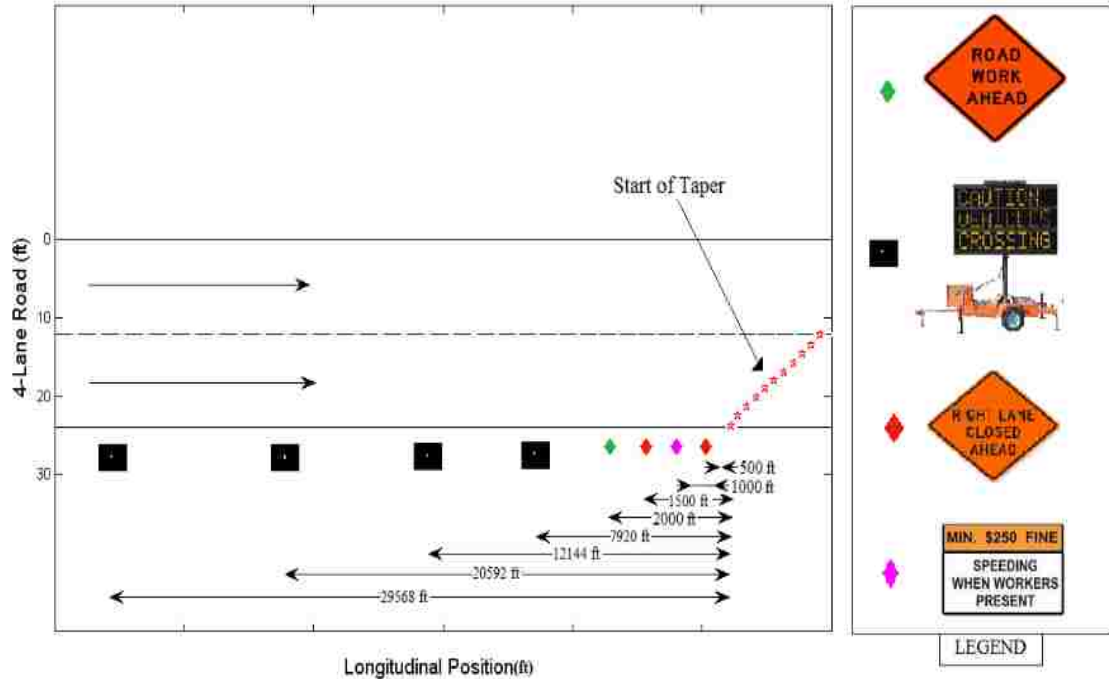 Start of Taper
4-Lane Road (ft)
0
10
20
30
500 ft
1000 ft
1500 ft
2000 ft
7920 ft
12144 ft
20592 ft
29568 ft
Longitudinal Position(ft)
ROAD
WORK
AHEAD
CAUTION
CROSSING
RIGHT LANE
CLOSED
AHEAD
MIN. $250 FINE
SPEEDING
WHEN WORKERS
PRESENT
LEGEND